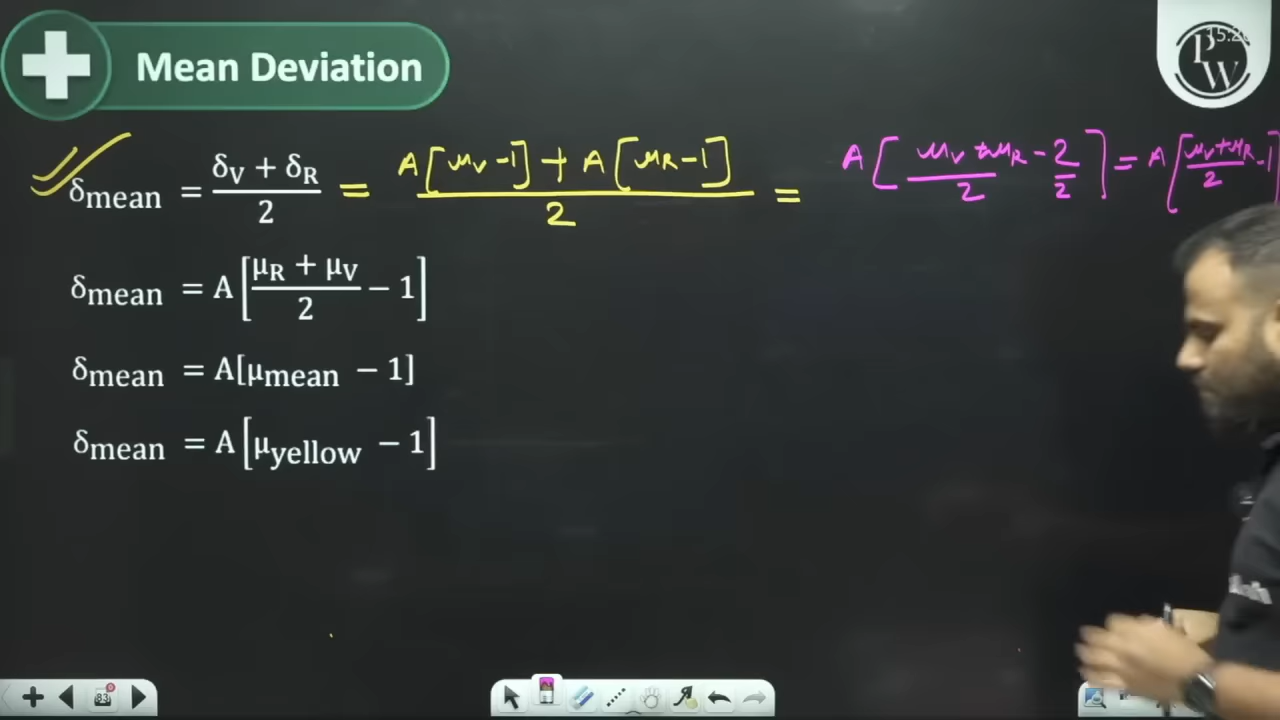 Mean Deviation
PW
δmean = (δV + δR)/2 = (A[μV-1] + A[μR-1])/2 = A[(μV+μR)/2 - 2/2] = A[(μV+μR)/2 - 1]
δmean = A[(μR + μV)/2 − 1]
δmean = A[μmean − 1]
δmean = A[μyellow − 1]
83